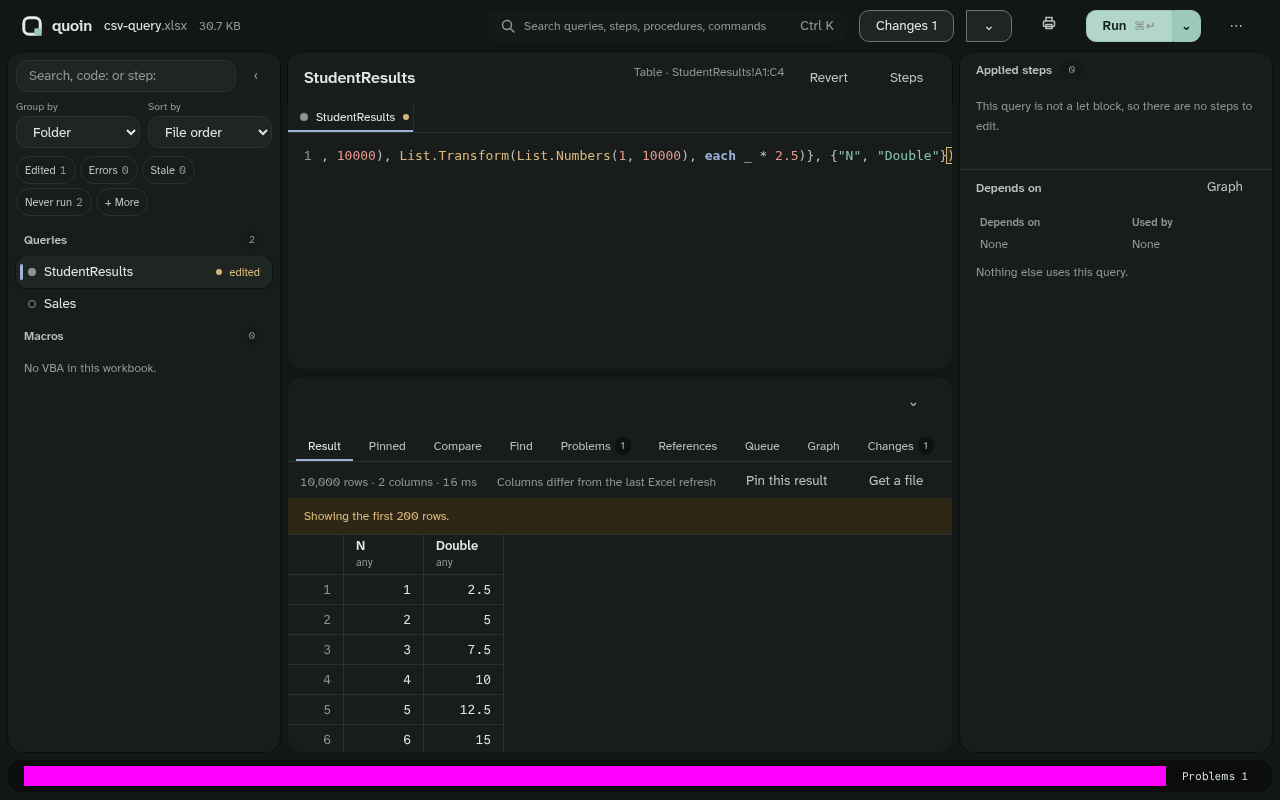 quoin csv-query.xlsx 30.7 KB Search queries, steps, procedures, commands Ctrl K Changes 1 Run ⌘↵ ⋯
Search, code: or step:
Group by Sort by
Folder File order
Edited 1 Errors 0 Stale 0
Never run 2 + More
Queries 2
StudentResults edited
Sales
Macros 0
No VBA in this workbook.
StudentResults Table · StudentResults!A1:C4 Revert Steps
StudentResults
1 , 10000), List.Transform(List.Numbers(1, 10000), each _ * 2.5)}, {"N", "Double"})
Result Pinned Compare Find Problems 1 References Queue Graph Changes 1
10,000 rows · 2 columns · 16 ms Columns differ from the last Excel refresh Pin this result Get a file
Showing the first 200 rows.
N Double
any any
1 1 2.5
2 2 5
3 3 7.5
4 4 10
5 5 12.5
6 6 15
Applied steps 0
This query is not a let block, so there are no steps to
edit.
Depends on Graph
Depends on Used by
None None
Nothing else uses this query.
Problems 1